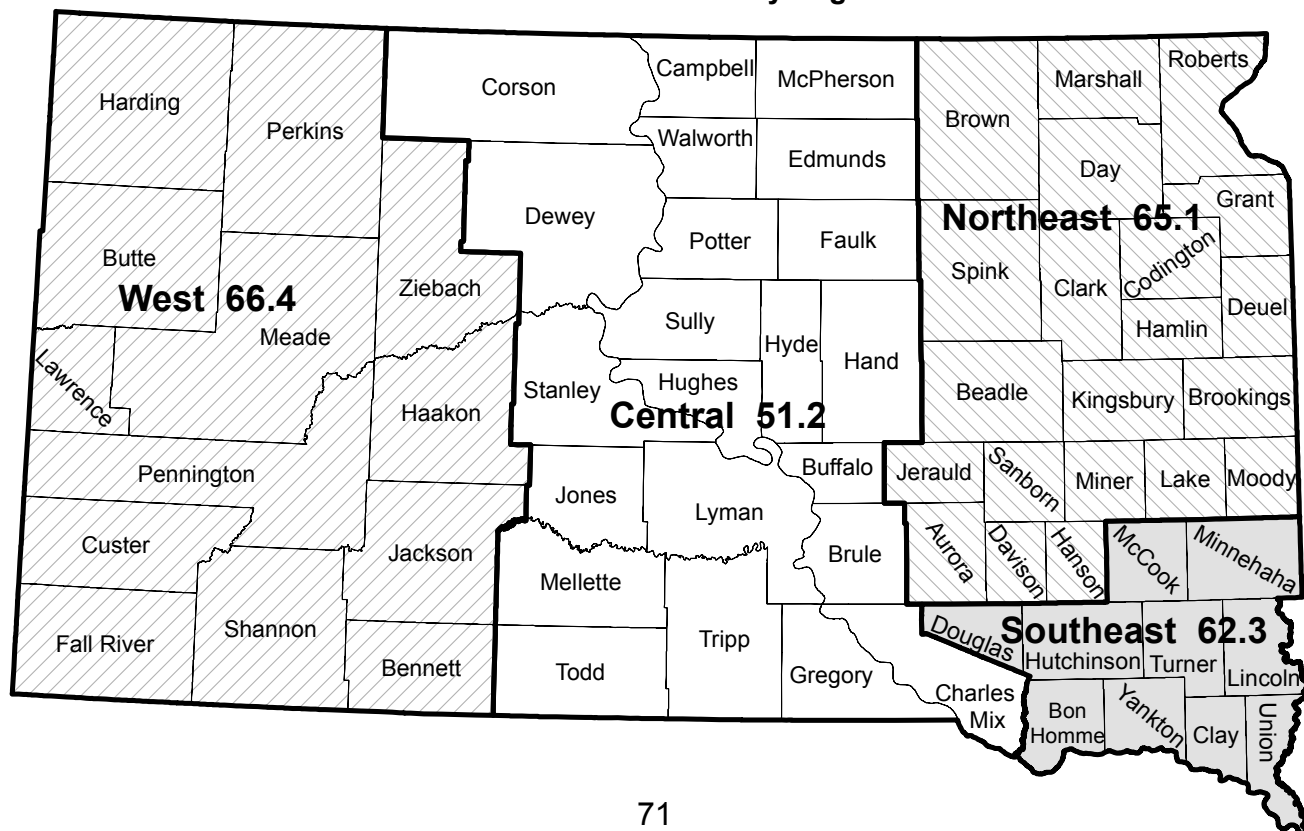 Harding
Perkins
Corson
Campbell
McPherson
Brown
Marshall
Roberts
Walworth
Edmunds
Day
Dewey
Potter
Faulk
Northeast 65.1
Grant
Butte
West 66.4
Ziebach
Spink
Clark
Codington
Deuel
Meade
Sully
Hyde
Hand
Hamlin
Lawrence
Stanley
Hughes
Central 51.2
Haakon
Beadle
Kingsbury
Brookings
Pennington
Jones
Lyman
Buffalo
Jerauld
Sanborn
Miner
Lake
Moody
Custer
Jackson
Mellette
Brule
Aurora
Davison
Hanson
McCook
Minnehaha
Fall River
Shannon
Bennett
Todd
Tripp
Gregory
Charles
Mix
Douglas
Southeast 62.3
Hutchinson
Turner
Lincoln
Bon
Homme
Yankton
Clay
Union
71